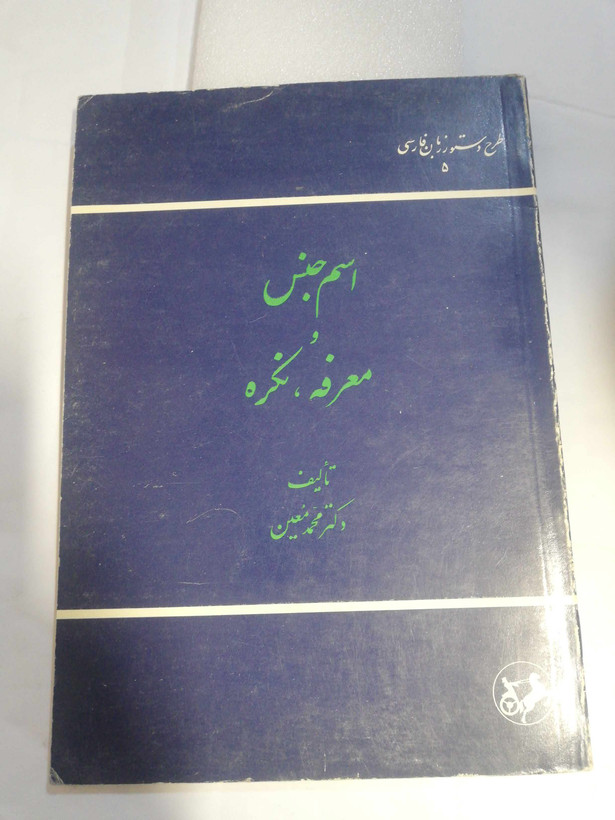 طرح دستور زبان فارسی
۵
اسم جنس
و
معرفه ، نکره
تألیف
دکتر محمد معین